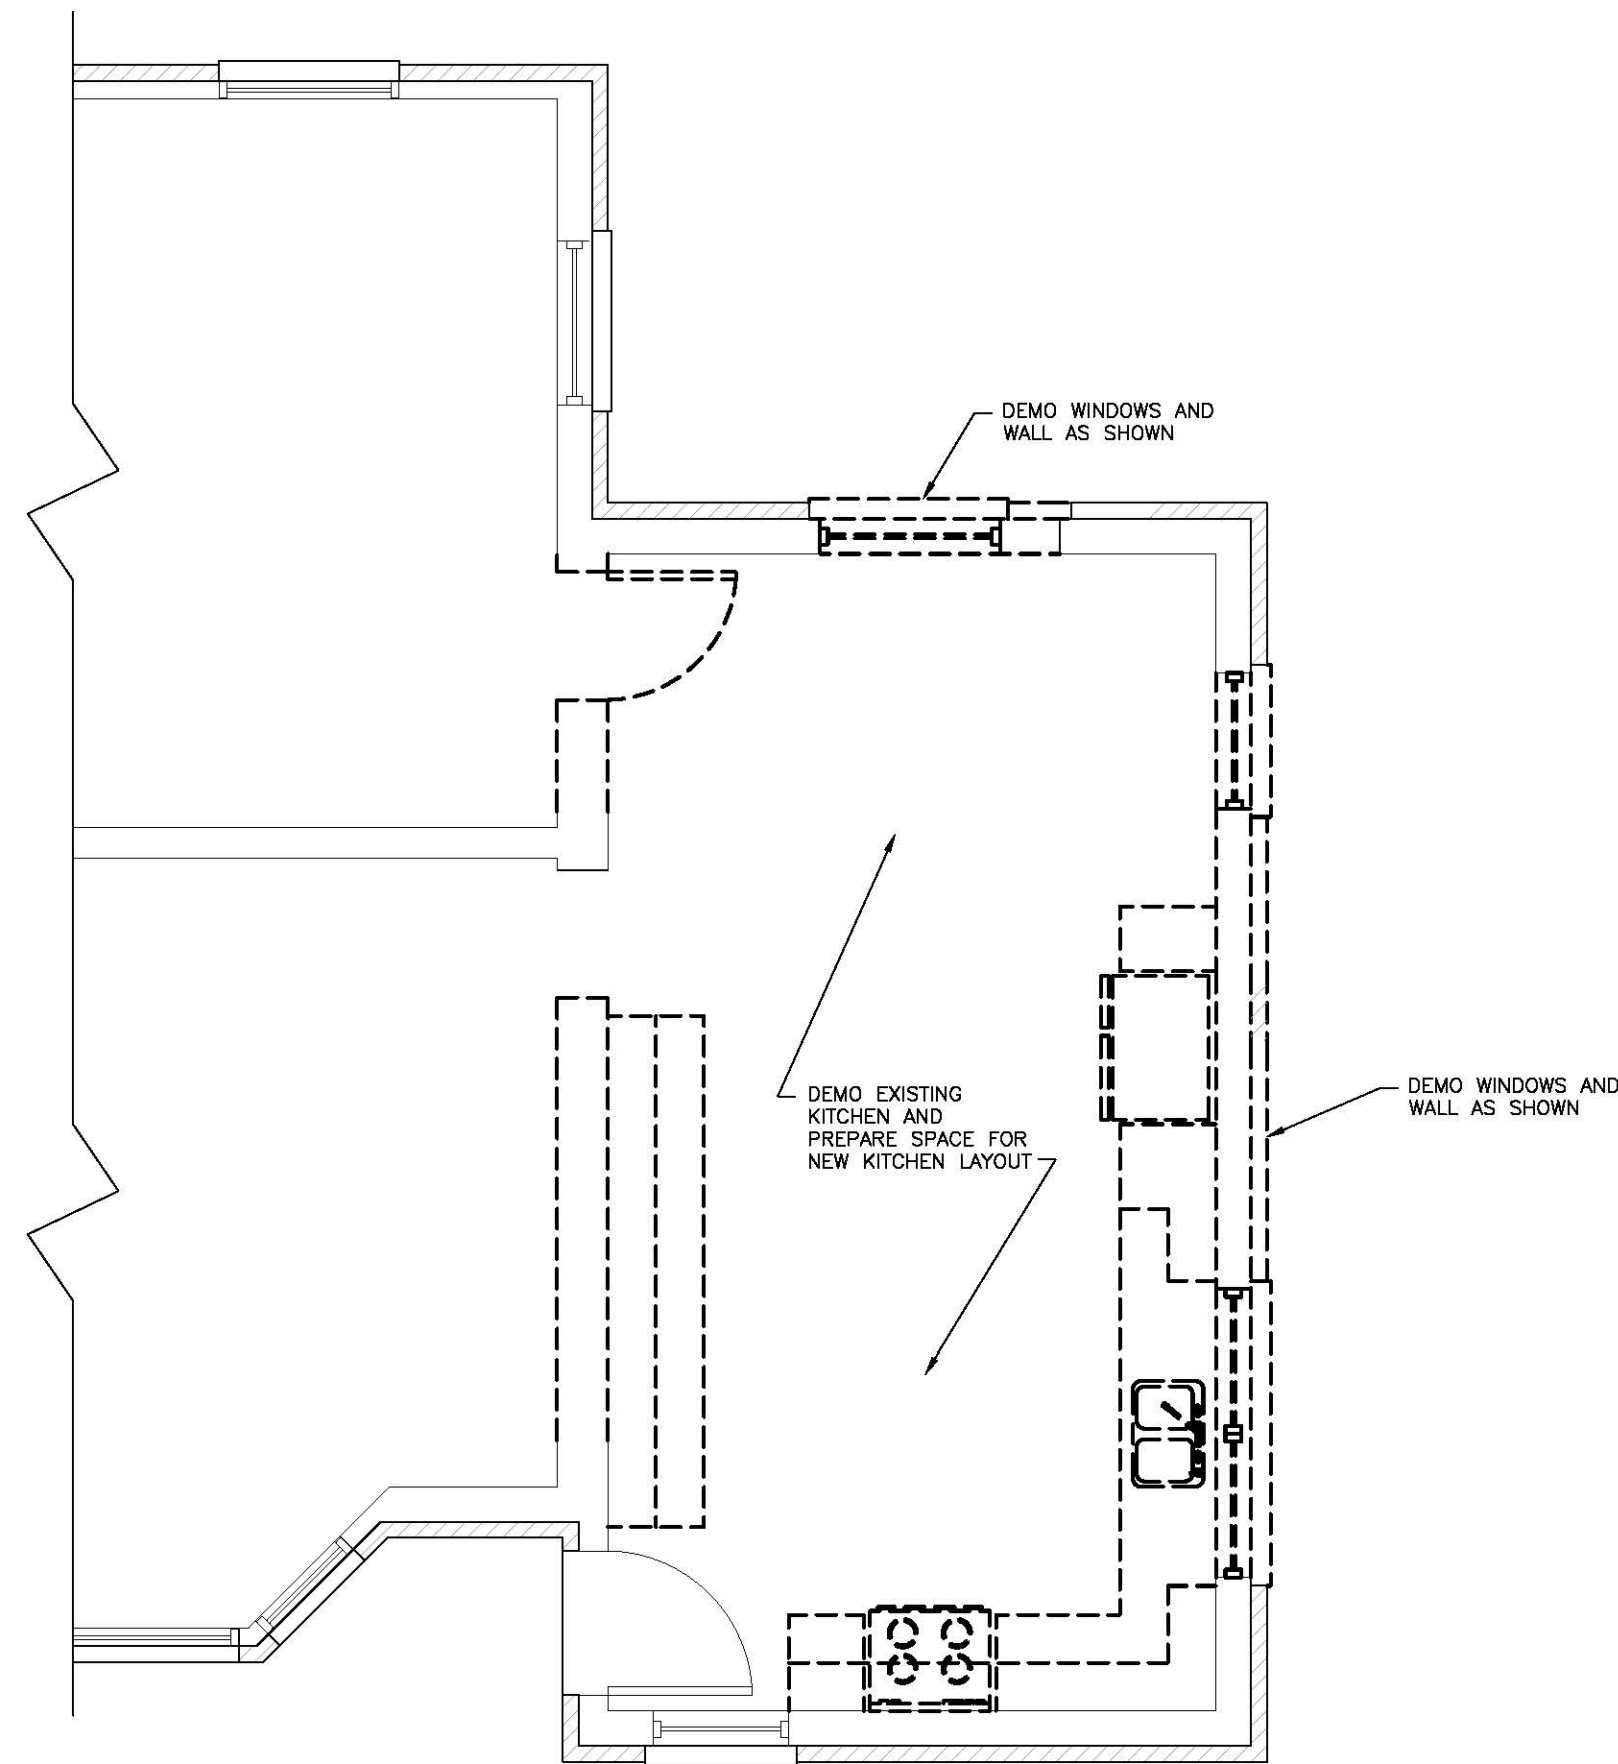 DEMO WINDOWS AND
WALL AS SHOWN
DEMO EXISTING
KITCHEN AND
PREPARE SPACE FOR
NEW KITCHEN LAYOUT
DEMO WINDOWS AND
WALL AS SHOWN